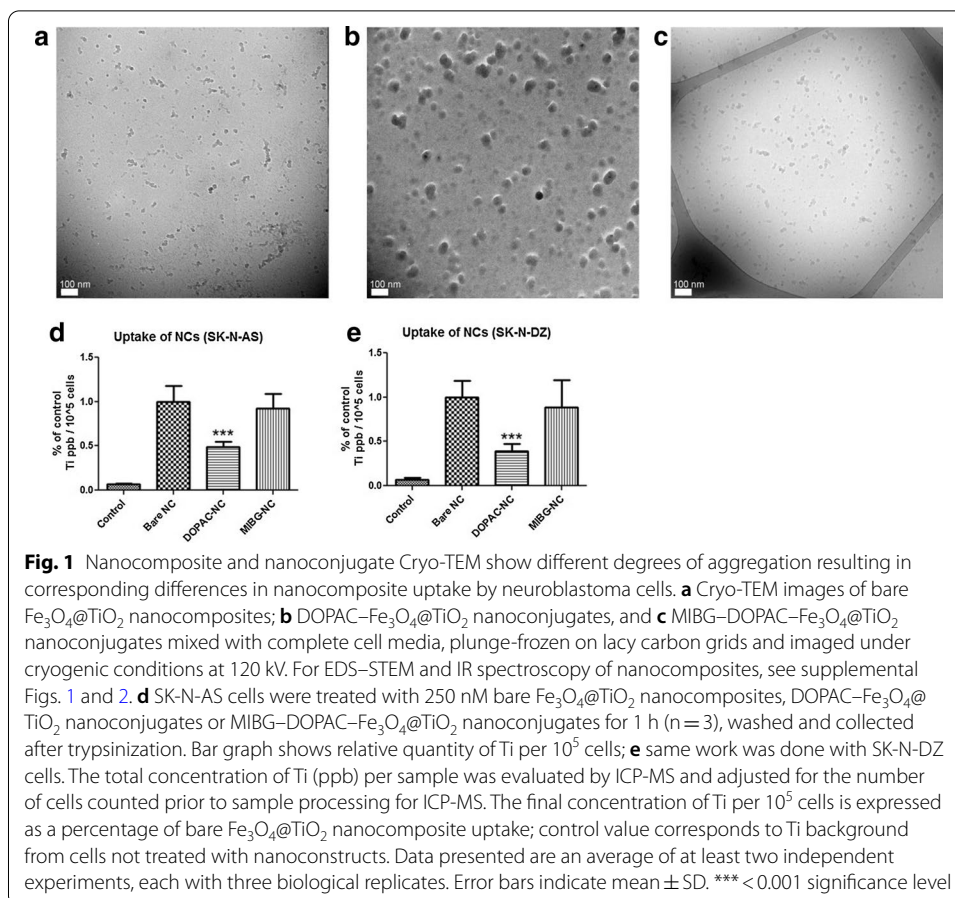 a
b
c
100 nm
100 nm
100 nm
d
Uptake of NCs (SK-N-AS)
% of control
Ti ppb / 10^5 cells
1.5
1.0
0.5
0.0
***
Control
Bare NC
DOPAC-NC
MIBG-NC
e
Uptake of NCs (SK-N-DZ)
% of control
Ti ppb / 10^5 cells
1.5
1.0
0.5
0.0
***
Control
Bare NC
DOPAC-NC
MIBG-NC
Fig. 1 Nanocomposite and nanoconjugate Cryo-TEM show different degrees of aggregation resulting in
corresponding differences in nanocomposite uptake by neuroblastoma cells. a Cryo-TEM images of bare
Fe₃O₄@TiO₂ nanocomposites; b DOPAC–Fe₃O₄@TiO₂ nanoconjugates, and c MIBG–DOPAC–Fe₃O₄@TiO₂
nanoconjugates mixed with complete cell media, plunge-frozen on lacy carbon grids and imaged under
cryogenic conditions at 120 kV. For EDS–STEM and IR spectroscopy of nanocomposites, see supplemental
Figs. 1 and 2. d SK-N-AS cells were treated with 250 nM bare Fe₃O₄@TiO₂ nanocomposites, DOPAC–Fe₃O₄@
TiO₂ nanoconjugates or MIBG–DOPAC–Fe₃O₄@TiO₂ nanoconjugates for 1 h (n = 3), washed and collected
after trypsinization. Bar graph shows relative quantity of Ti per 10⁵ cells; e same work was done with SK-N-DZ
cells. The total concentration of Ti (ppb) per sample was evaluated by ICP-MS and adjusted for the number
of cells counted prior to sample processing for ICP-MS. The final concentration of Ti per 10⁵ cells is expressed
as a percentage of bare Fe₃O₄@TiO₂ nanocomposite uptake; control value corresponds to Ti background
from cells not treated with nanoconstructs. Data presented are an average of at least two independent
experiments, each with three biological replicates. Error bars indicate mean ± SD. *** < 0.001 significance level